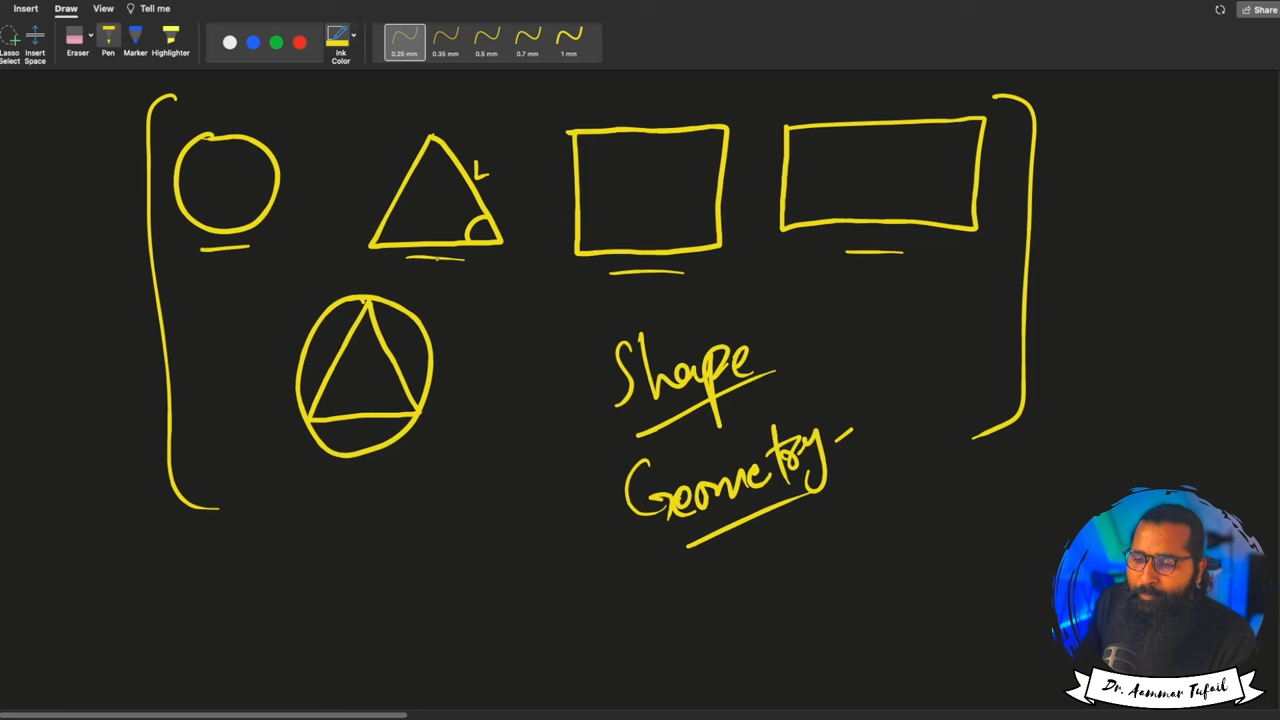 Insert Draw View Tell me
Share
Lasso Select
Insert Space
Eraser
Pen
Marker
Highlighter
Ink Color
0.25 mm
0.35 mm
0.5 mm
0.7 mm
1 mm
L
Shape
Geometry
Dr. Aammar Tufail